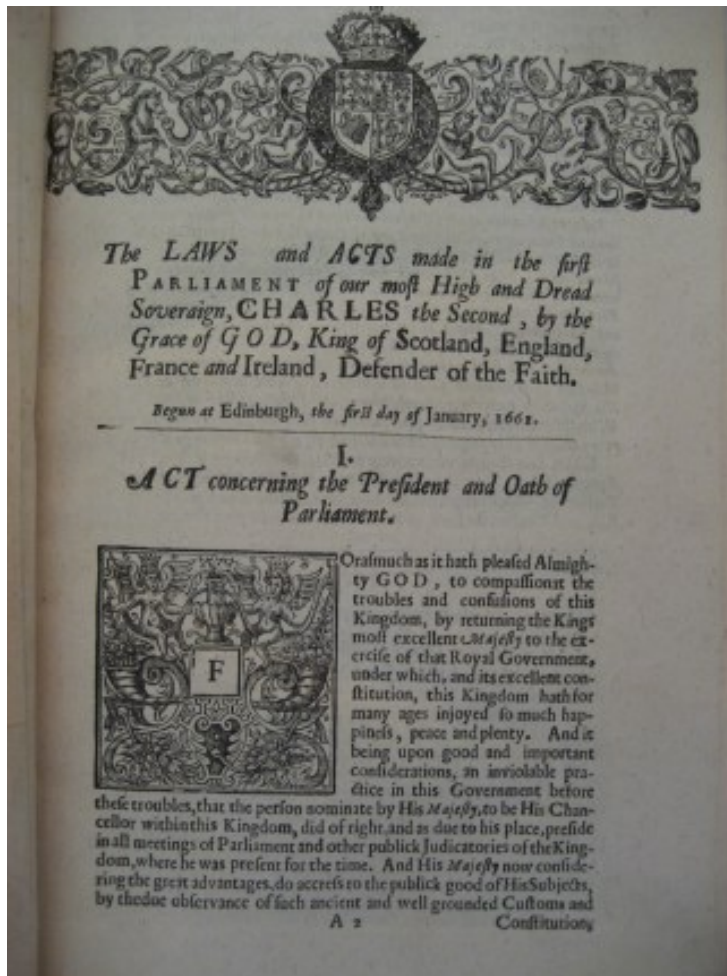 The LAWS and ACTS made in the firſt
PARLIAMENT of our moſt High and Dread
Soveraign, CHARLES the Second, by the
Grace of GOD, King of Scotland, England,
France and Ireland, Defender of the Faith.
Begun at Edinburgh, the firſt day of January, 1661.
I.
ACT concerning the Preſident and Oath of
Parliament.
F
Oraſmuch as it hath pleaſed Almigh-
ty GOD, to compaſſionat the
troubles and confuſions of this
Kingdom, by returning the Kings
moſt excellent Majeſty to the ex-
erciſe of that Royal Government,
under which, and its excellent con-
ſtitution, this Kingdom hath for
many ages injoyed ſo much hap-
pineſs, peace and plenty. And it
being upon good and important
conſiderations, an inviolable pra-
ctice in this Government before
theſe troubles, that the perſon nominate by His Majeſty, to be His Chan-
cellor within this Kingdom, did of right, and as due to his place, preſide
in all meetings of Parliament and other publick Judicatories of the King-
dom, where he was preſent for the time. And His Majeſty now conſide-
ring the great advantages, do accreſs to the publick good of His Subjects,
by the due obſervance of ſuch ancient and well grounded Cuſtoms and
A 2 Conſtitution,